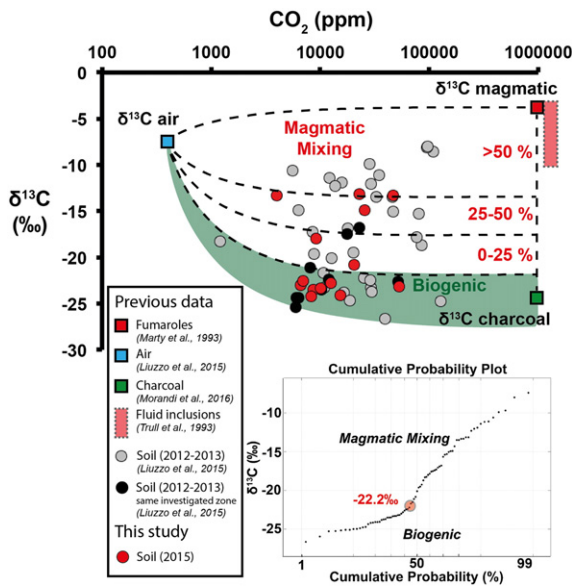 CO2 (ppm)
100 1000 10000 100000 1000000
0
-5
-10
-15
-20
-25
-30
δ13C
(‰)
δ13C magmatic
δ13C air
Magmatic
Mixing
>50 %
25-50 %
0-25 %
Biogenic
δ13C charcoal
Previous data
Fumaroles
(Marty et al., 1993)
Air
(Liuzzo et al., 2015)
Charcoal
(Morandi et al., 2016)
Fluid inclusions
(Trull et al., 1993)
Soil (2012-2013)
(Liuzzo et al., 2015)
Soil (2012-2013)
same investigated zone
(Liuzzo et al., 2015)
This study
Soil (2015)
Cumulative Probability Plot
-10
-15
-20
-25
δ13C (‰)
Magmatic Mixing
-22.2‰
Biogenic
1 50 99
Cumulative Probability (%)